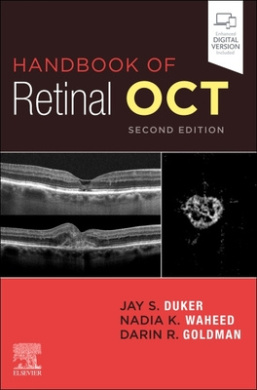 Enhanced
DIGITAL
VERSION
Included
HANDBOOK OF
Retinal OCT
SECOND EDITION
JAY S. DUKER
NADIA K. WAHEED
DARIN R. GOLDMAN
ELSEVIER